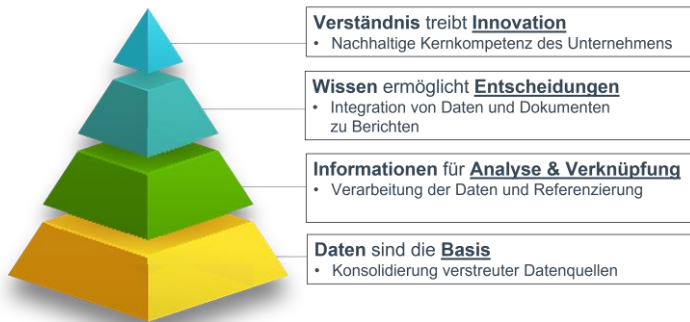 Verständnis treibt Innovation
• Nachhaltige Kernkompetenz des Unternehmens
Wissen ermöglicht Entscheidungen
• Integration von Daten und Dokumenten
zu Berichten
Informationen für Analyse & Verknüpfung
• Verarbeitung der Daten und Referenzierung
Daten sind die Basis
• Konsolidierung verstreuter Datenquellen